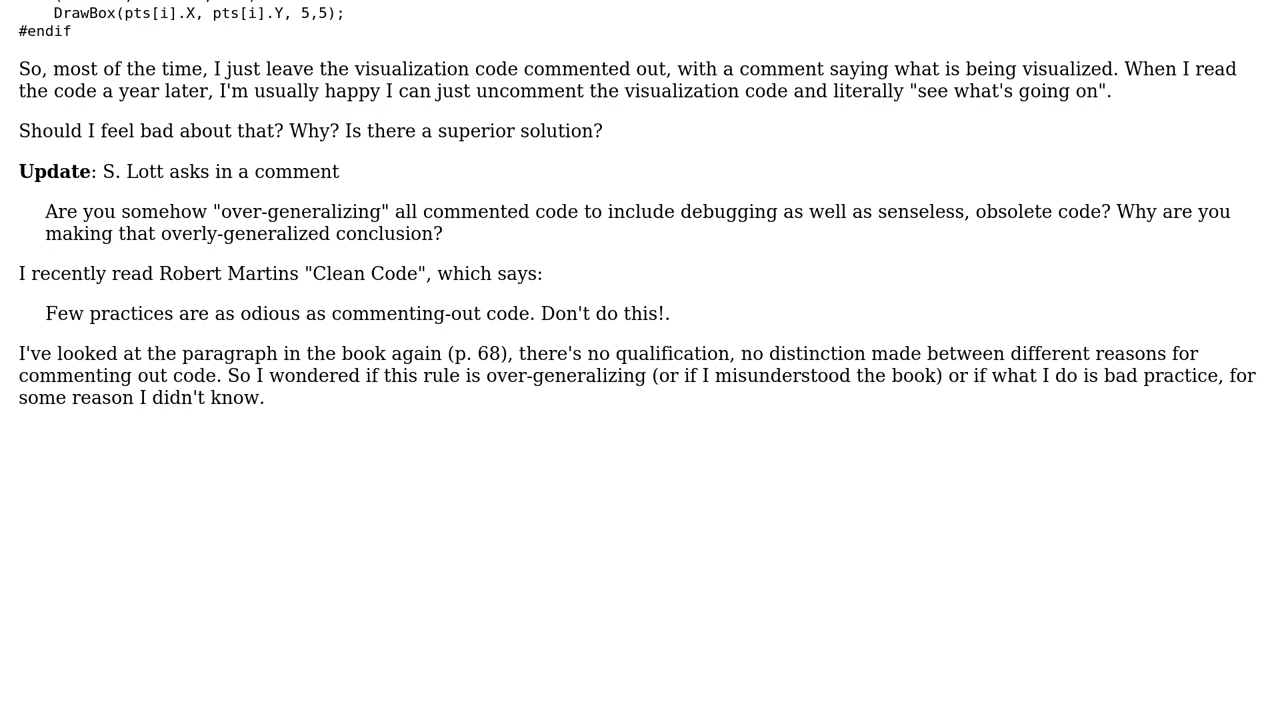 DrawBox(pts[i].X, pts[i].Y, 5,5);
#endif
So, most of the time, I just leave the visualization code commented out, with a comment saying what is being visualized. When I read
the code a year later, I'm usually happy I can just uncomment the visualization code and literally "see what's going on".
Should I feel bad about that? Why? Is there a superior solution?
Update: S. Lott asks in a comment
Are you somehow "over-generalizing" all commented code to include debugging as well as senseless, obsolete code? Why are you
making that overly-generalized conclusion?
I recently read Robert Martins "Clean Code", which says:
Few practices are as odious as commenting-out code. Don't do this!.
I've looked at the paragraph in the book again (p. 68), there's no qualification, no distinction made between different reasons for
commenting out code. So I wondered if this rule is over-generalizing (or if I misunderstood the book) or if what I do is bad practice, for
some reason I didn't know.